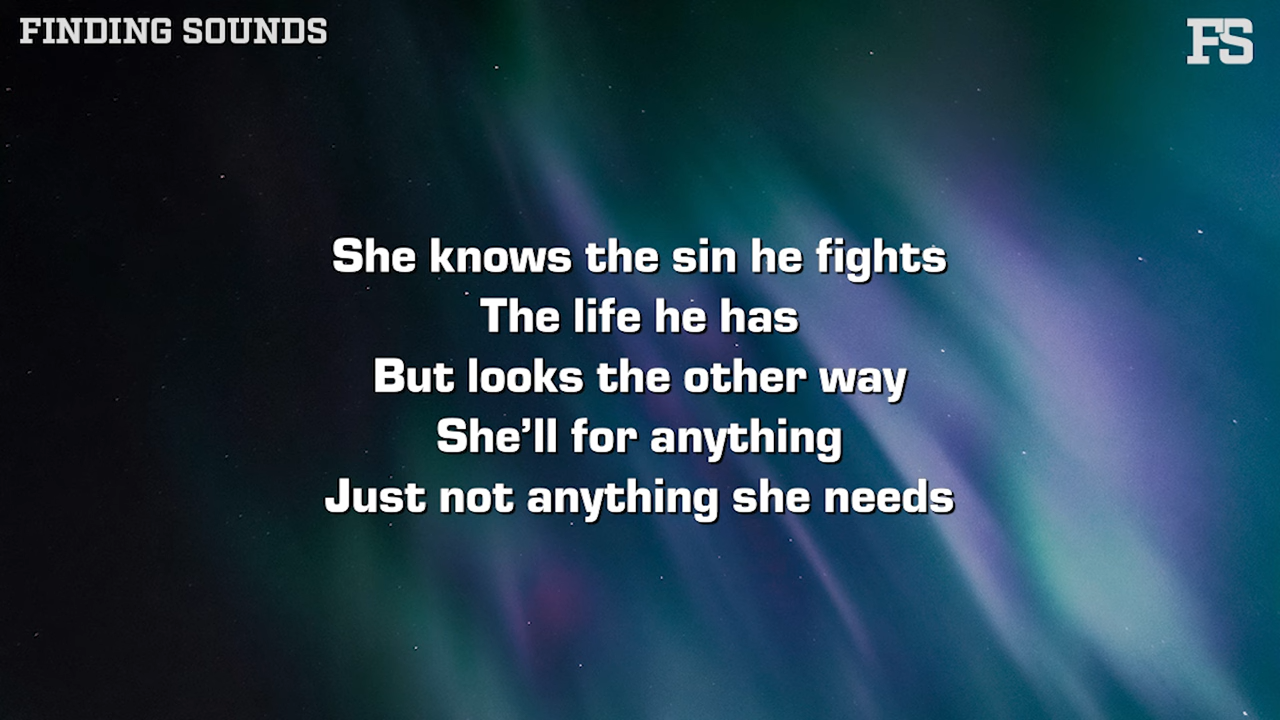 FINDING SOUNDS
FS
She knows the sin he fights
The life he has
But looks the other way
She’ll for anything
Just not anything she needs